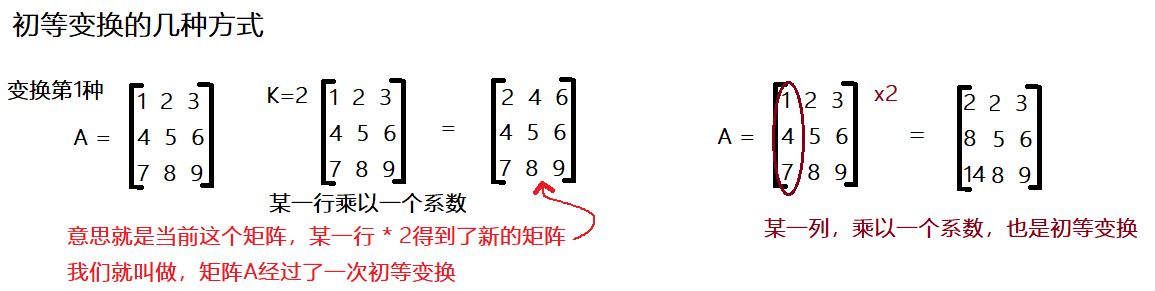 初等变换的几种方式
变换第1种
A =
1 2 3
4 5 6
7 8 9
K=2
1 2 3
4 5 6
7 8 9
=
2 4 6
4 5 6
7 8 9
某一行乘以一个系数
意思就是当前这个矩阵，某一行 * 2得到了新的矩阵
我们就叫做，矩阵A经过了一次初等变换
A =
1 2 3
4 5 6
7 8 9
x2
=
2 2 3
8 5 6
14 8 9
某一列，乘以一个系数，也是初等变换